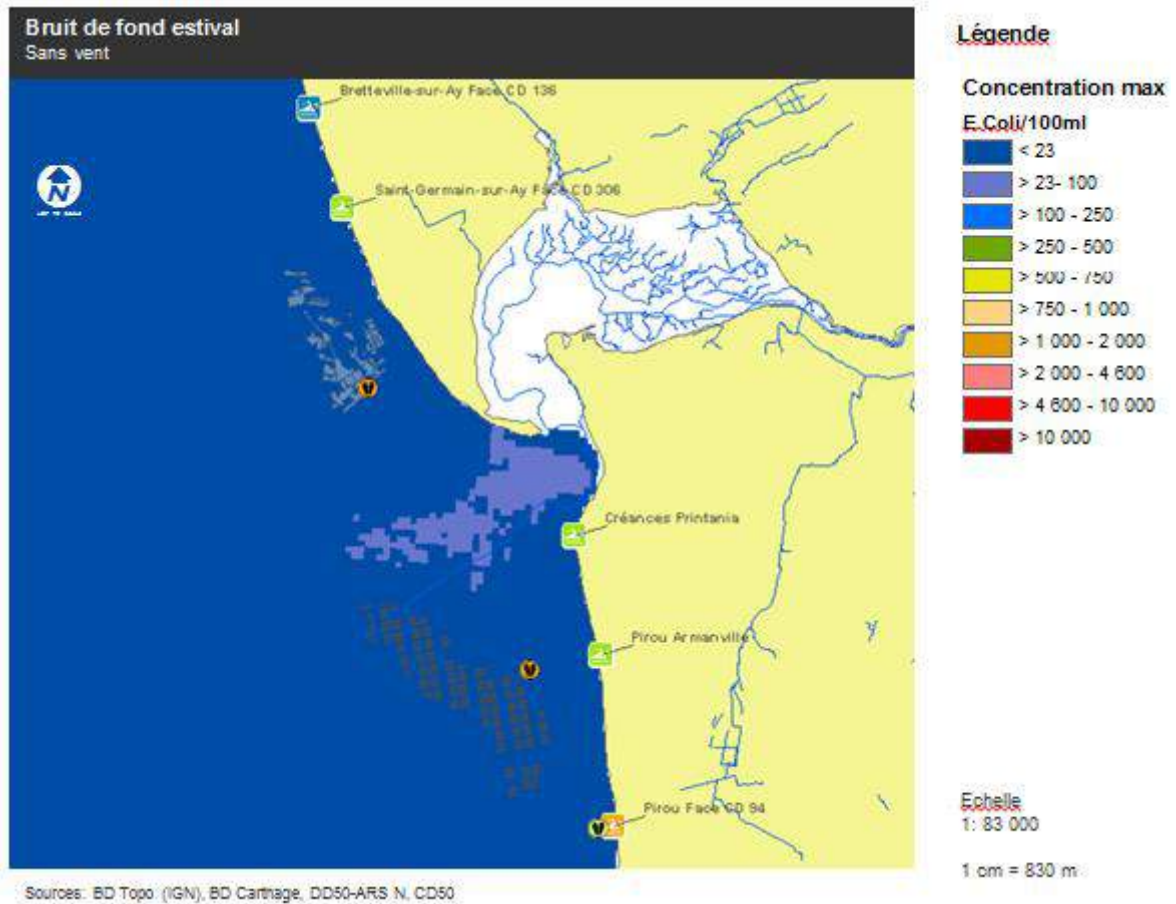 Bruit de fond estival
Sans vent
Bretteville-sur-Ay Face CD 136
Saint-Germain-sur-Ay Face CD 306
N
Créances Printania
Pirou Armanville
Pirou Face CD 94
Sources: BD Topo (IGN), BD Carthage, DD50-ARS N, CD50
Légende
Concentration max
E.Coli/100ml
< 23
> 23- 100
> 100 - 250
> 250 - 500
> 500 - 750
> 750 - 1 000
> 1 000 - 2 000
> 2 000 - 4 600
> 4 600 - 10 000
> 10 000
Echelle
1: 83 000
1 cm = 830 m